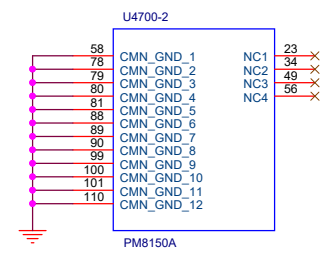 U4700-2
58 CMN_GND_1 NC1 23
78 CMN_GND_2 NC2 34
79 CMN_GND_3 NC3 49
80 CMN_GND_4 NC4 56
81 CMN_GND_5
88 CMN_GND_6
89 CMN_GND_7
90 CMN_GND_8
99 CMN_GND_9
100 CMN_GND_10
101 CMN_GND_11
110 CMN_GND_12
PM8150A